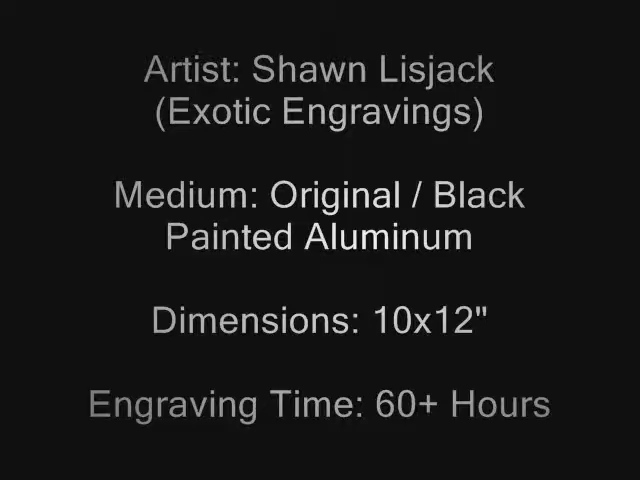 Artist: Shawn Lisjack
(Exotic Engravings)
Medium: Original / Black
Painted Aluminum
Dimensions: 10x12"
Engraving Time: 60+ Hours